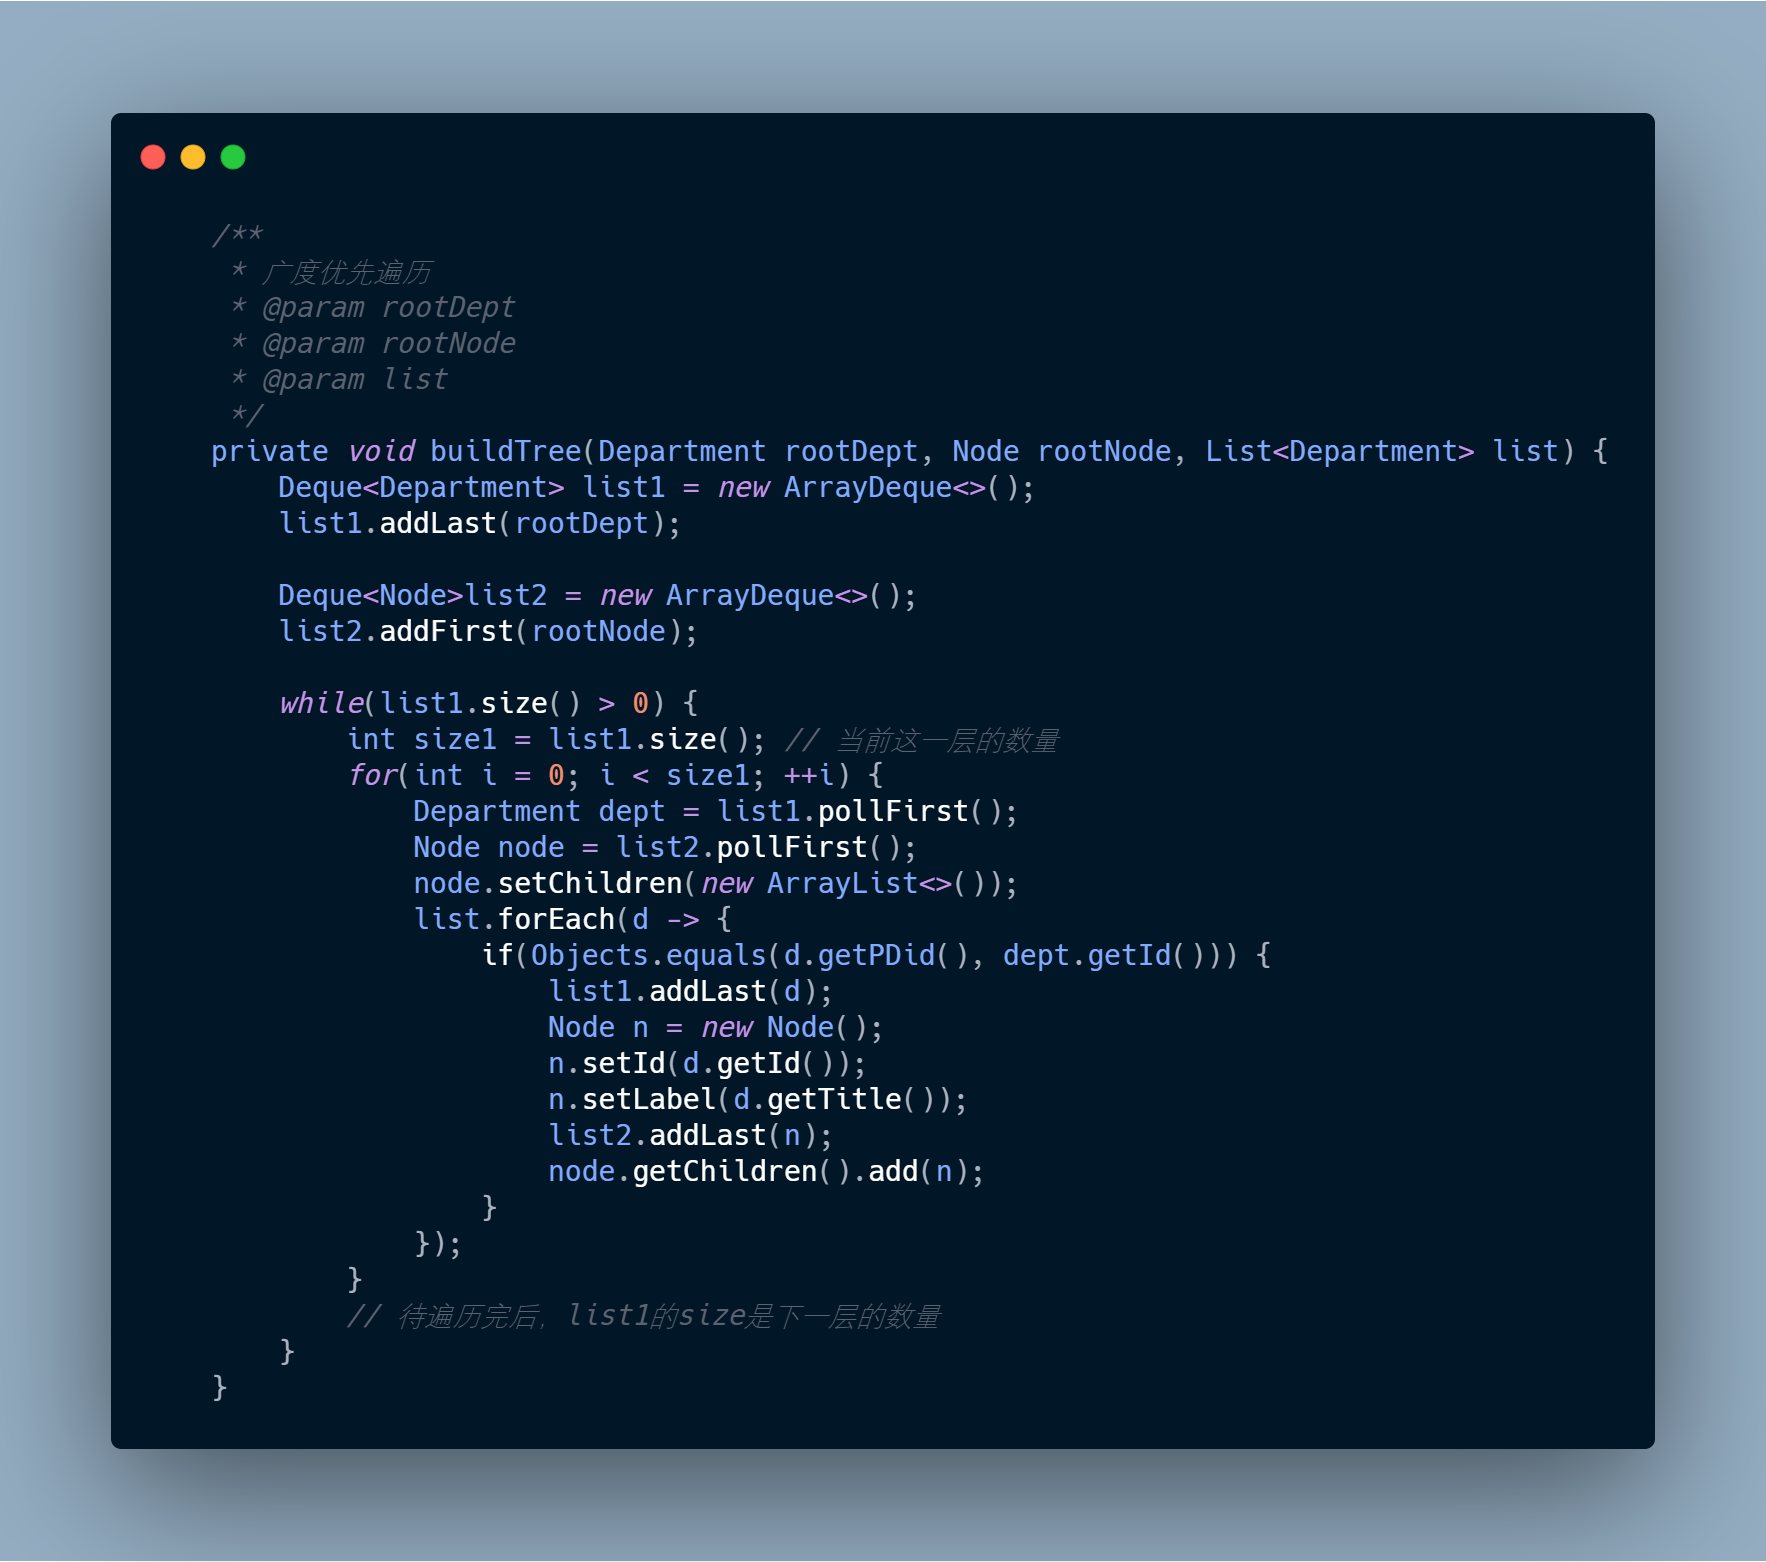 /**
 * 广度优先遍历
 * @param rootDept
 * @param rootNode
 * @param list
 */
private void buildTree(Department rootDept, Node rootNode, List<Department> list) {
    Deque<Department> list1 = new ArrayDeque<>();
    list1.addLast(rootDept);

    Deque<Node>list2 = new ArrayDeque<>();
    list2.addFirst(rootNode);

    while(list1.size() > 0) {
        int size1 = list1.size(); // 当前这一层的数量
        for(int i = 0; i < size1; ++i) {
            Department dept = list1.pollFirst();
            Node node = list2.pollFirst();
            node.setChildren(new ArrayList<>());
            list.forEach(d -> {
                if(Objects.equals(d.getPDid(), dept.getId())) {
                    list1.addLast(d);
                    Node n = new Node();
                    n.setId(d.getId());
                    n.setLabel(d.getTitle());
                    list2.addLast(n);
                    node.getChildren().add(n);
                }
            });
        }
        // 待遍历完后, list1的size是下一层的数量
    }
}